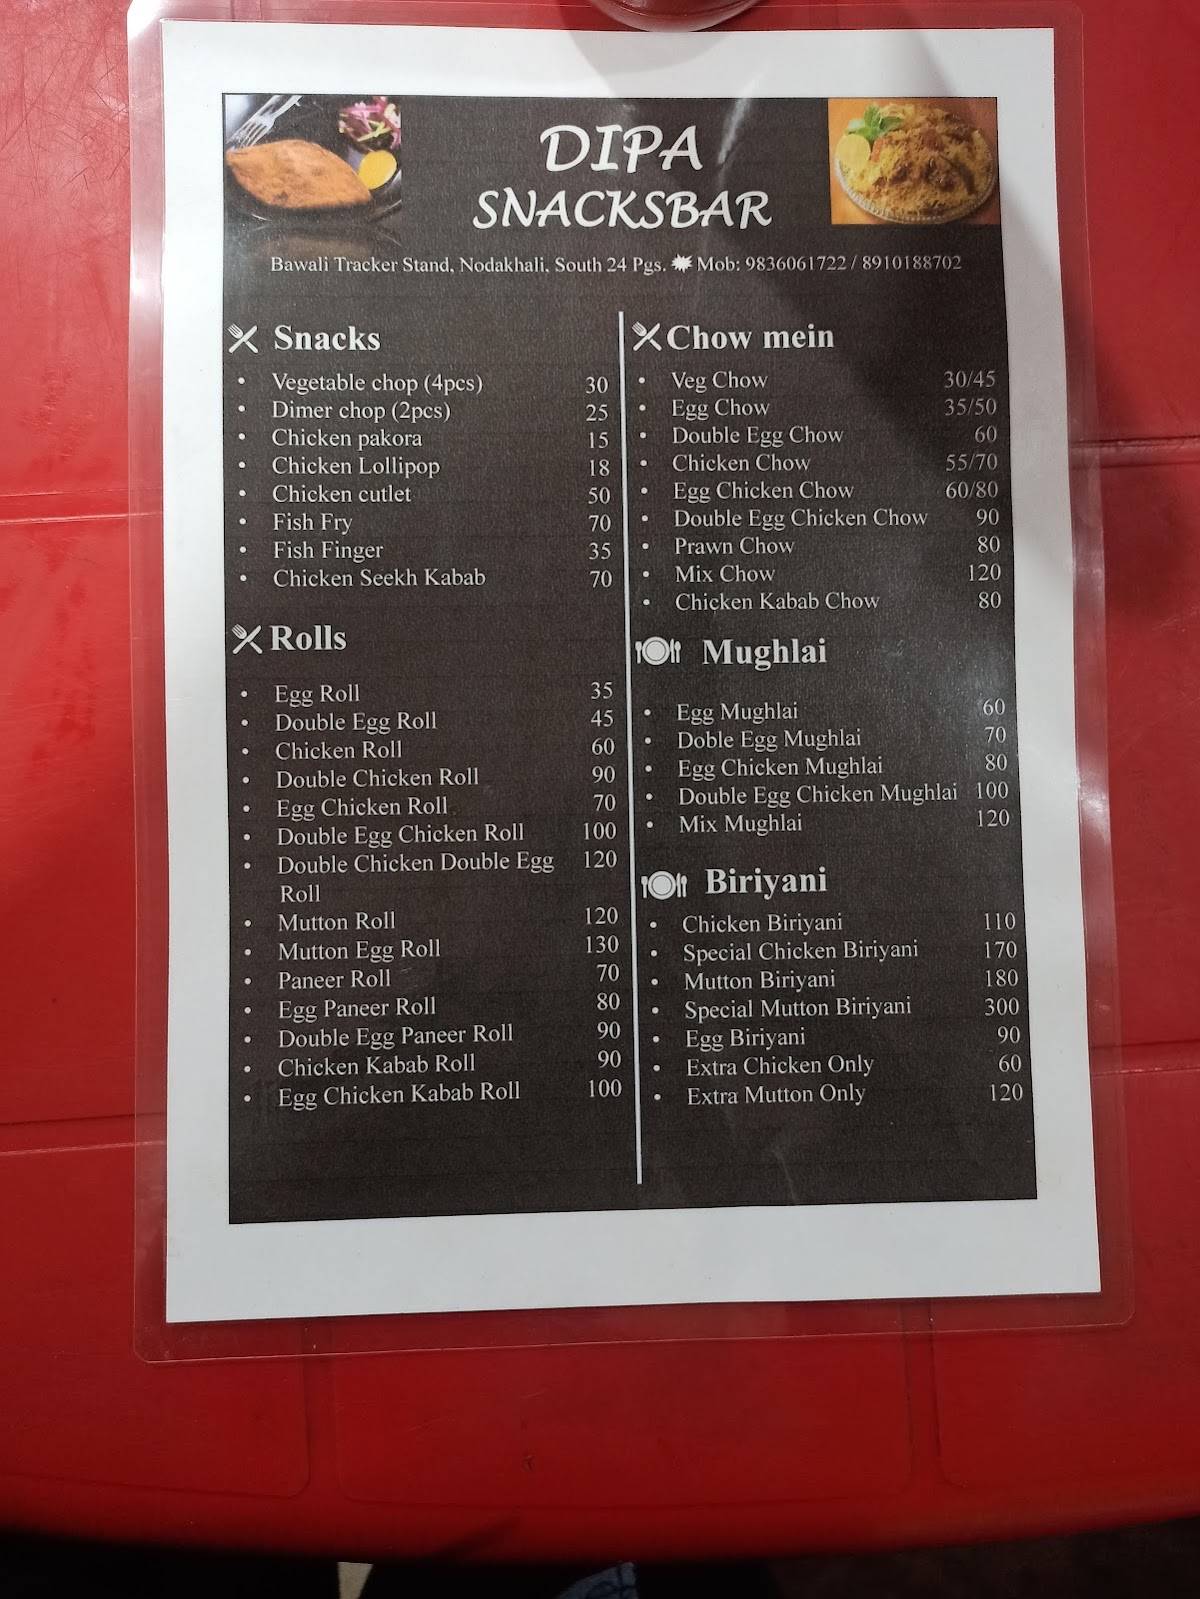 DIPA
SNACKSBAR
Bawali Tracker Stand, Nodakhali, South 24 Pgs. Mob: 9836061722 / 8910188702
Snacks
• Vegetable chop (4pcs) 30
• Dimer chop (2pcs) 25
• Chicken pakora 15
• Chicken Lollipop 18
• Chicken cutlet 50
• Fish Fry 70
• Fish Finger 35
• Chicken Seekh Kabab 70
Rolls
• Egg Roll 35
• Double Egg Roll 45
• Chicken Roll 60
• Double Chicken Roll 90
• Egg Chicken Roll 70
• Double Egg Chicken Roll 100
• Double Chicken Double Egg 120
Roll
• Mutton Roll 120
• Mutton Egg Roll 130
• Paneer Roll 70
• Egg Paneer Roll 80
• Double Egg Paneer Roll 90
• Chicken Kabab Roll 90
• Egg Chicken Kabab Roll 100
Chow mein
• Veg Chow 30/45
• Egg Chow 35/50
• Double Egg Chow 60
• Chicken Chow 55/70
• Egg Chicken Chow 60/80
• Double Egg Chicken Chow 90
• Prawn Chow 80
• Mix Chow 120
• Chicken Kabab Chow 80
Mughlai
• Egg Mughlai 60
• Doble Egg Mughlai 70
• Egg Chicken Mughlai 80
• Double Egg Chicken Mughlai 100
• Mix Mughlai 120
Biriyani
• Chicken Biriyani 110
• Special Chicken Biriyani 170
• Mutton Biriyani 180
• Special Mutton Biriyani 300
• Egg Biriyani 90
• Extra Chicken Only 60
• Extra Mutton Only 120